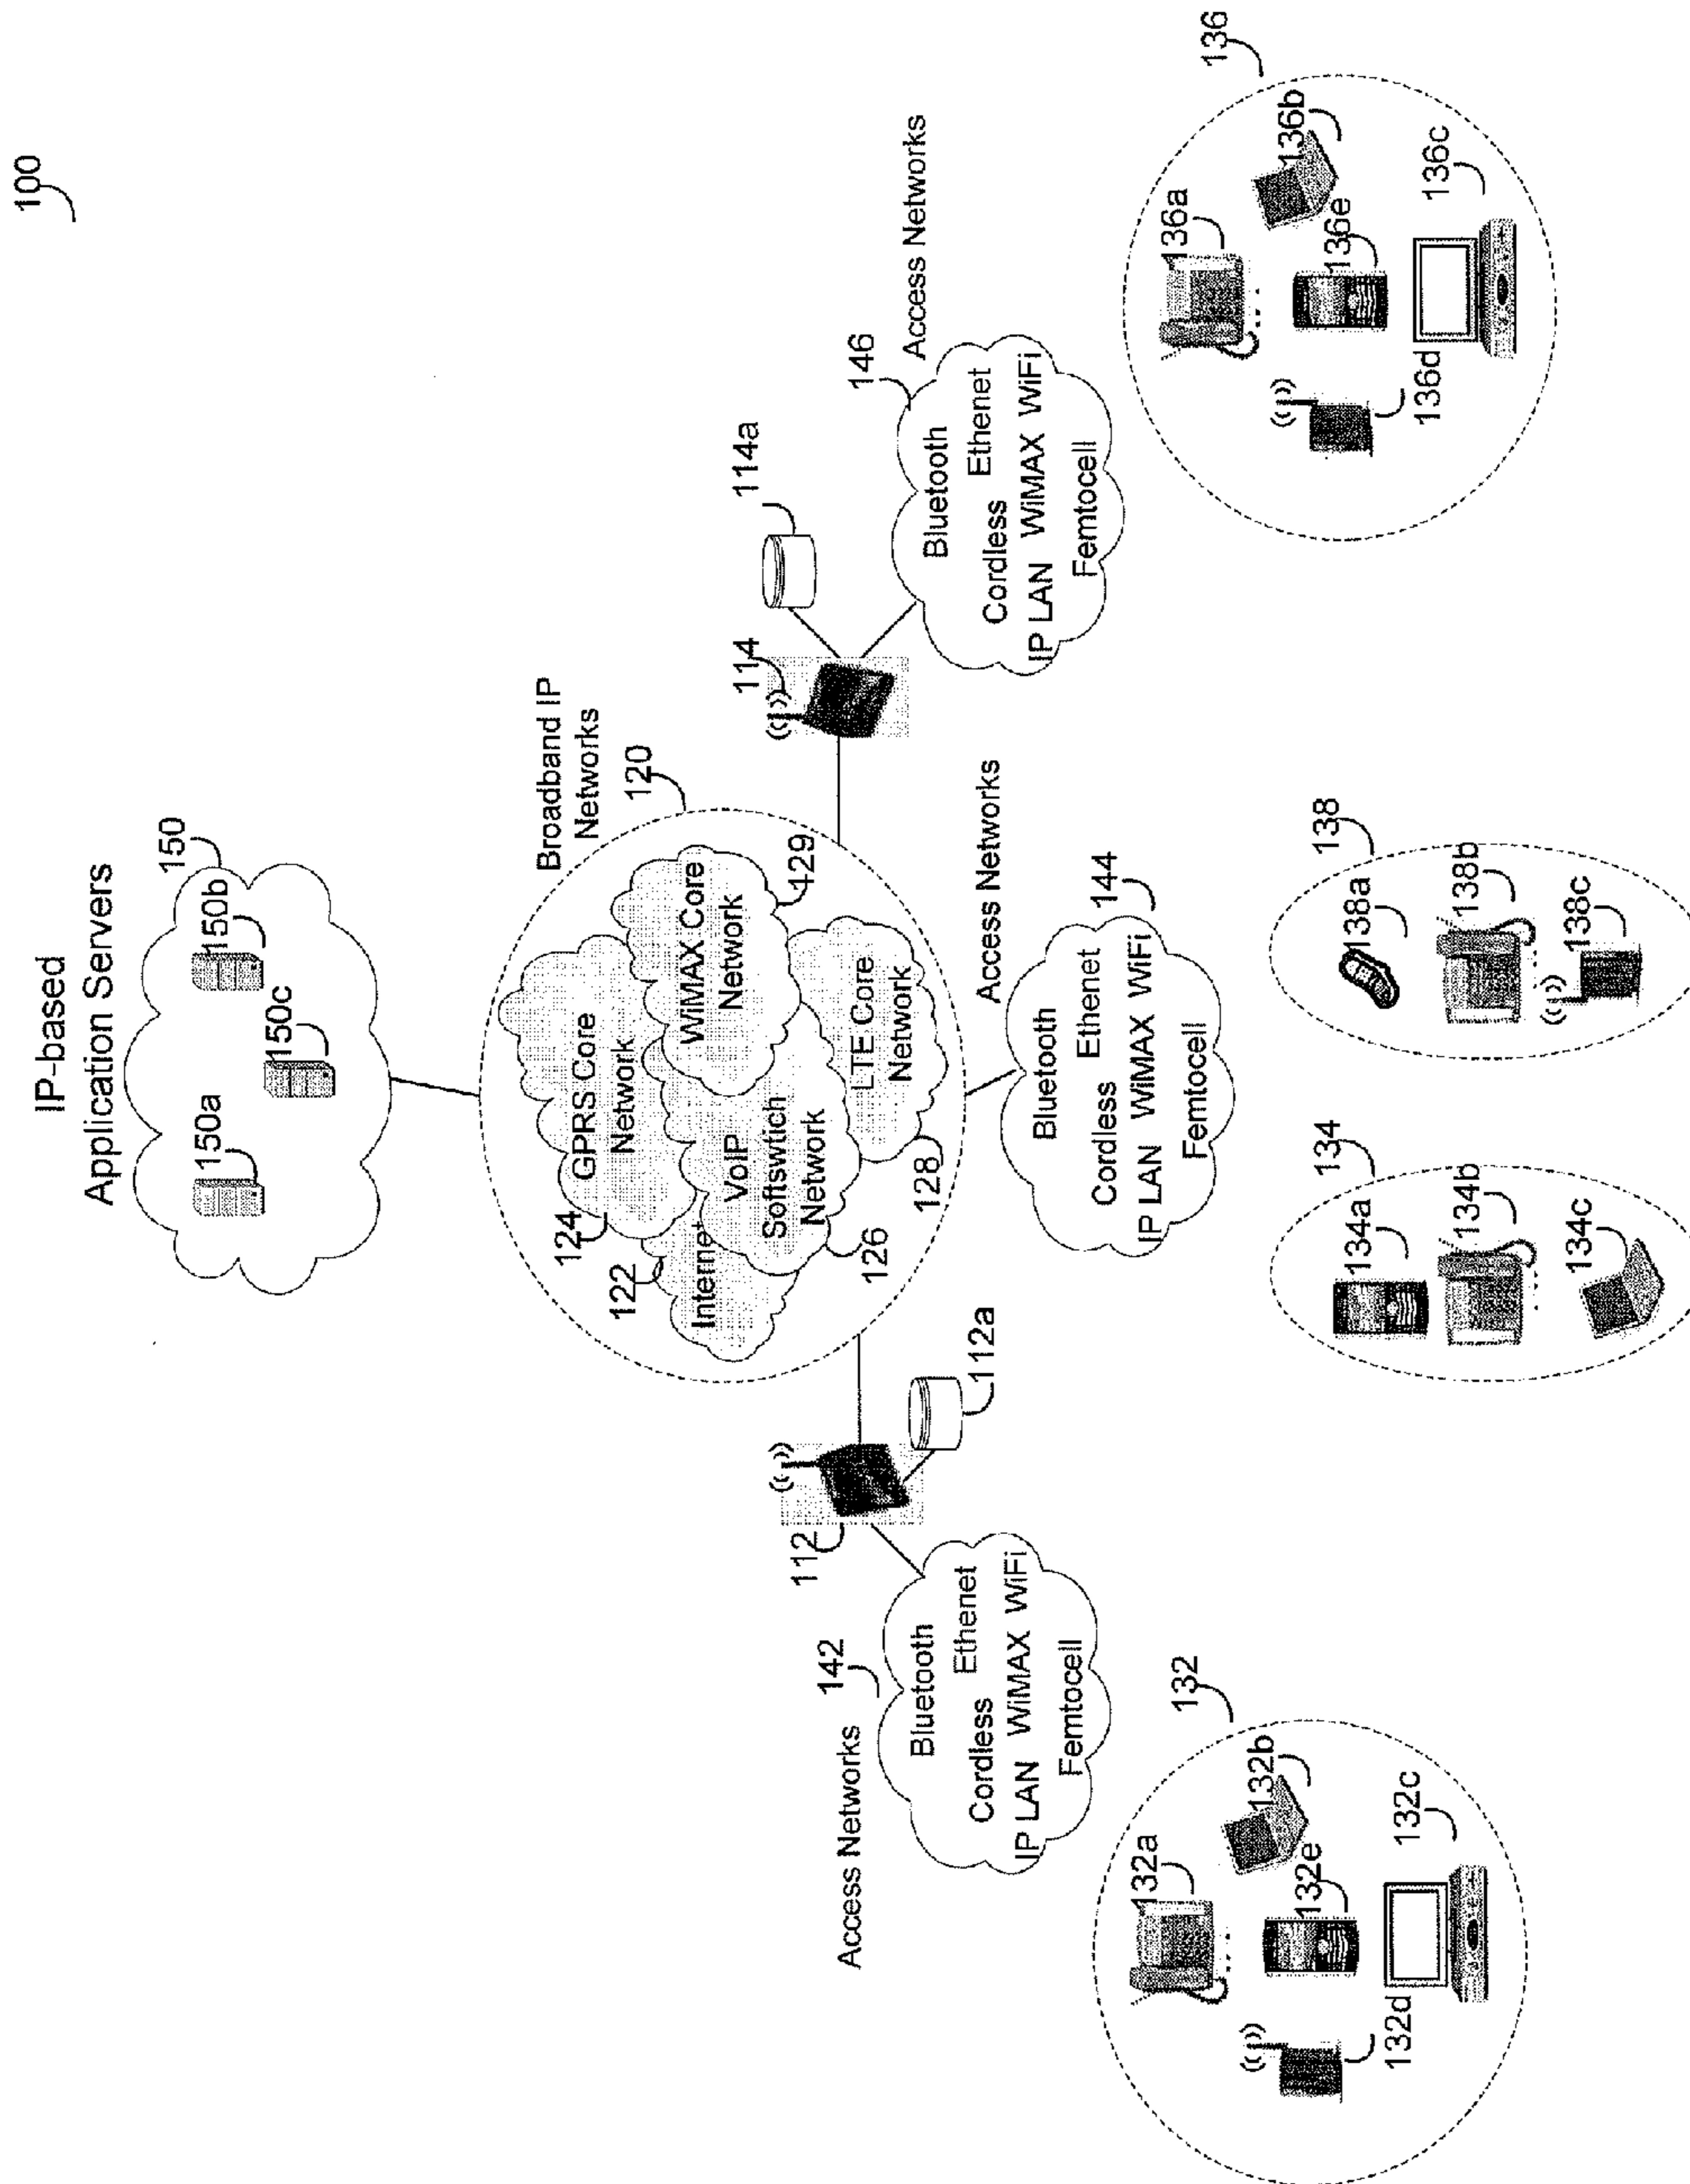 100
IP-based
Application Servers
150
150a
150b
150c
Broadband IP
Networks
120
GPRS Core
Network
124
WiMAX Core
Network
129
Internet
122
VoIP
Softswtich
Network
126
LTE Core
Network
128
112
112a
114
114a
Access Networks
142
Bluetooth
Cordless Ethenet
IP LAN WiMAX WiFi
Femtocell
Access Networks
144
Bluetooth
Cordless Ethenet
IP LAN WiMAX WiFi
Femtocell
Access Networks
146
Bluetooth
Cordless Ethenet
IP LAN WiMAX WiFi
Femtocell
132
132a
132b
132e
132d
132c
134
134a
134b
134c
138
138a
138b
138c
136
136a
136b
136e
136d
136c